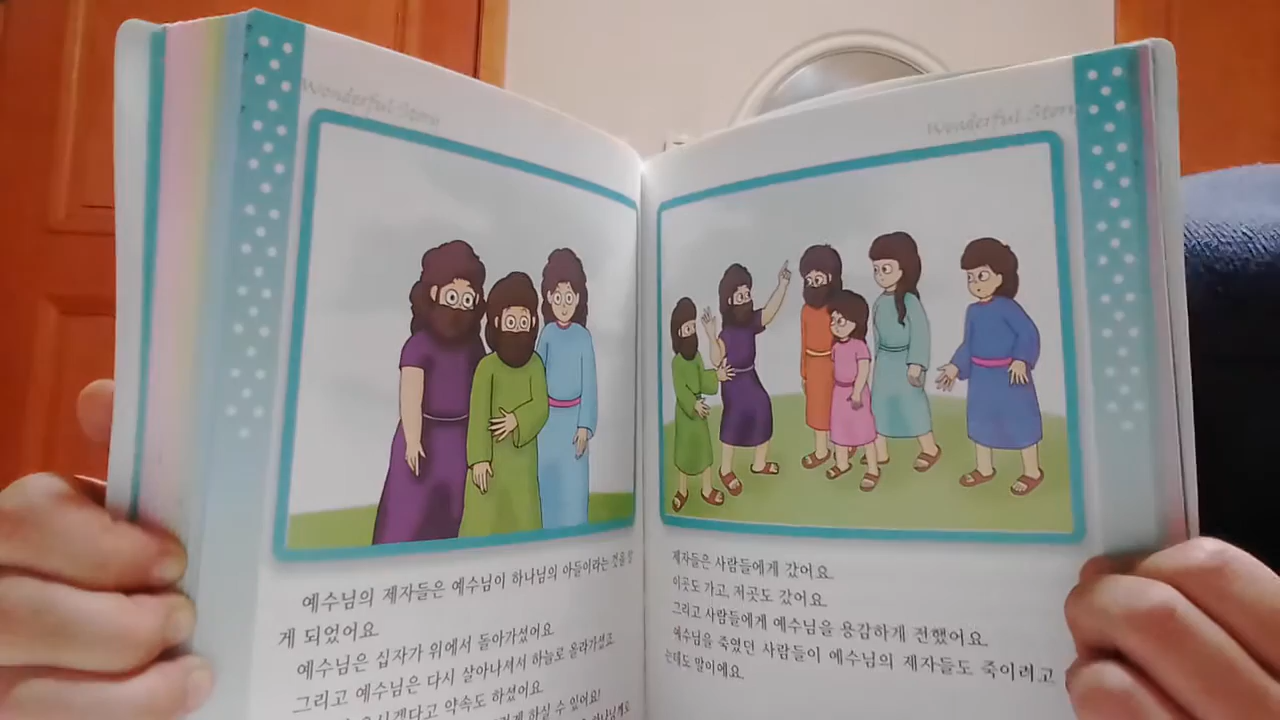 Wonderful Story
예수님의 제자들은 예수님이 하나님의 아들이라는 것을 알
게 되었어요.
예수님은 십자가 위에서 돌아가셨어요.
그리고 예수님은 다시 살아나셔서 하늘로 올라가셨죠.
오시겠다고 약속도 하셨어요.
하실 수 있어요!
Wonderful Story
제자들은 사람들에게 갔어요.
이곳도 가고, 저곳도 갔어요.
그리고 사람들에게 예수님을 용감하게 전했어요.
예수님을 죽였던 사람들이 예수님의 제자들도 죽이려고
하는데도 말이에요.